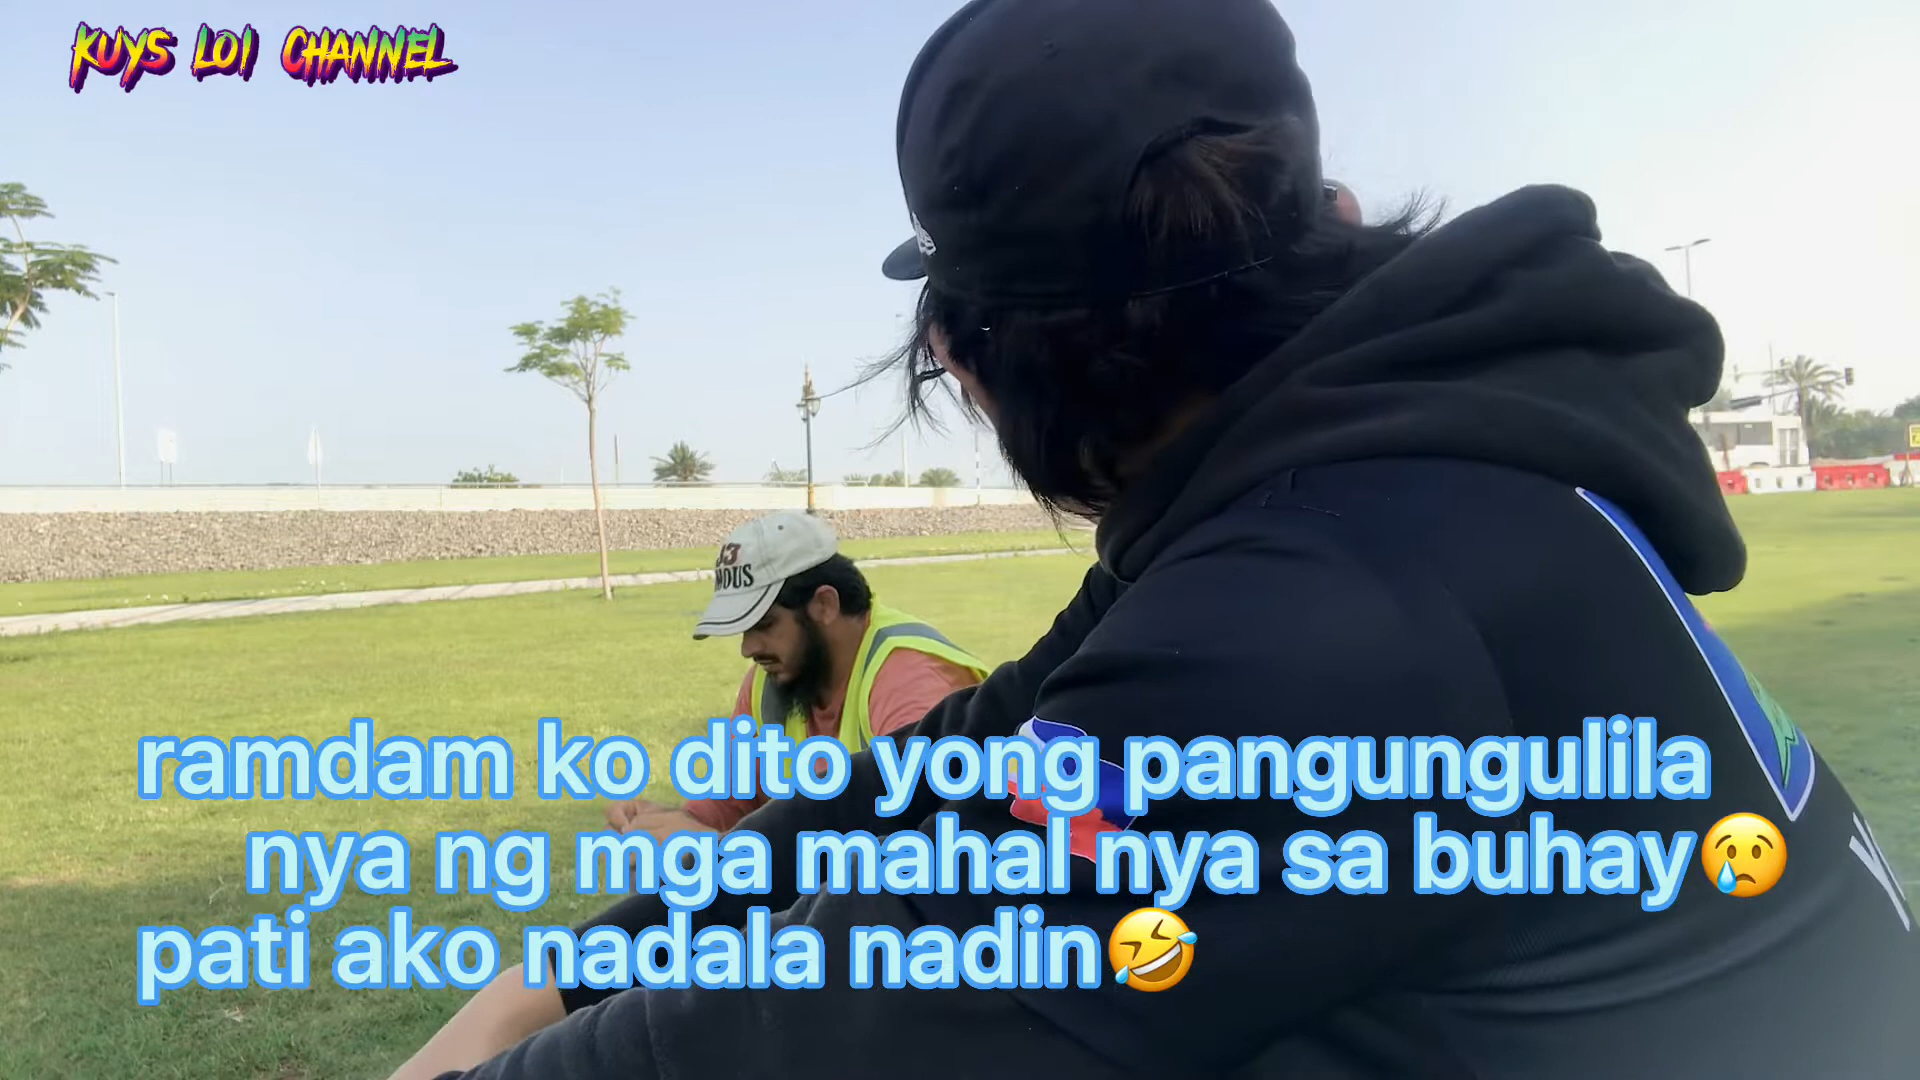 KUYS LOI CHANNEL
ramdam ko dito yong pangungulila
nya ng mga mahal nya sa buhay😢
pati ako nadala nadin🤣